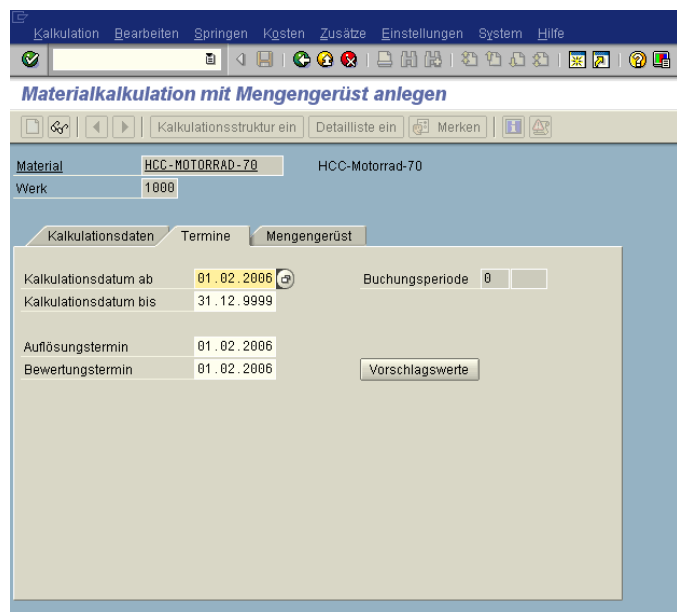 Kalkulation Bearbeiten Springen Kosten Zusätze Einstellungen System Hilfe
Materialkalkulation mit Mengengerüst anlegen
Kalkulationsstruktur ein Detailliste ein Merken
Material HCC-MOTORRAD-70 HCC-Motorrad-70
Werk 1000
Kalkulationsdaten Termine Mengengerüst
Kalkulationsdatum ab 01.02.2006 Buchungsperiode 0
Kalkulationsdatum bis 31.12.9999
Auflösungstermin 01.02.2006
Bewertungstermin 01.02.2006 Vorschlagswerte